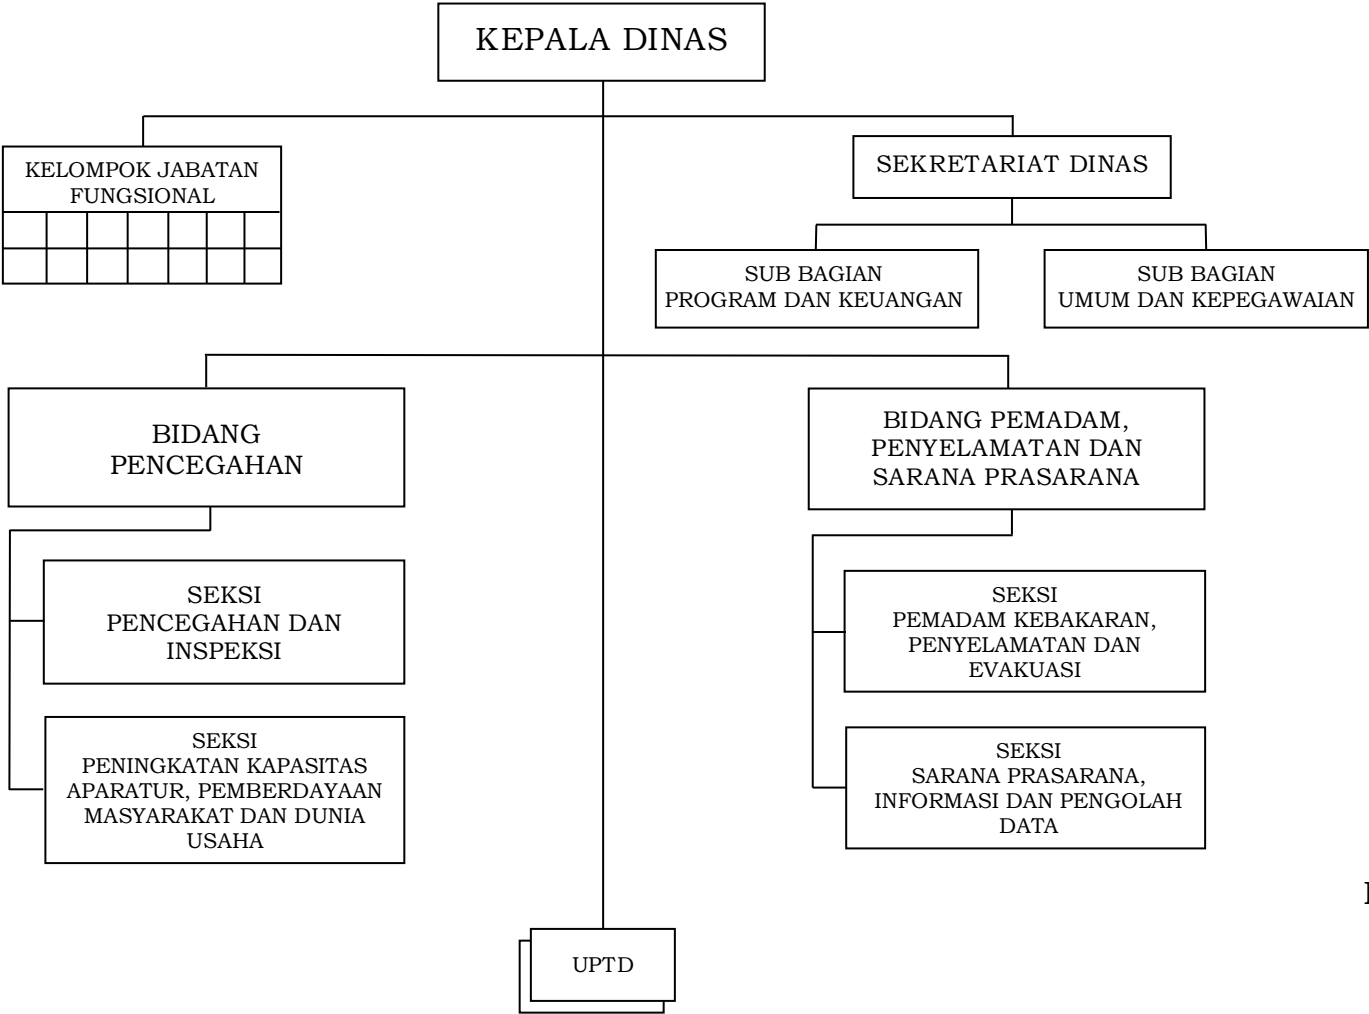 KEPALA DINAS
KELOMPOK JABATAN
FUNGSIONAL
SEKRETARIAT DINAS
SUB BAGIAN
PROGRAM DAN KEUANGAN
SUB BAGIAN
UMUM DAN KEPEGAWAIAN
BIDANG
PENCEGAHAN
BIDANG PEMADAM,
PENYELAMATAN DAN
SARANA PRASARANA
SEKSI
PENCEGAHAN DAN
INSPEKSI
SEKSI
PENINGKATAN KAPASITAS
APARATUR, PEMBERDAYAAN
MASYARAKAT DAN DUNIA
USAHA
SEKSI
PEMADAM KEBAKARAN,
PENYELAMATAN DAN
EVAKUASI
SEKSI
SARANA PRASARANA,
INFORMASI DAN PENGOLAH
DATA
UPTD